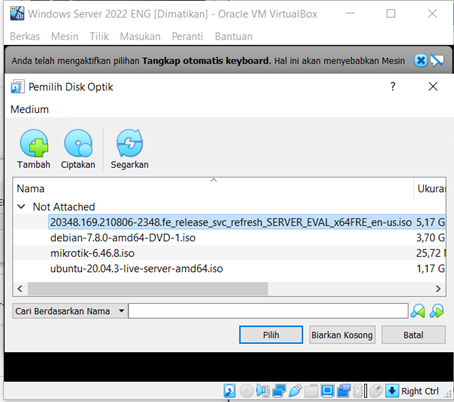 Windows Server 2022 ENG [Dimatikan] - Oracle VM VirtualBox
Berkas Mesin Tilik Masukan Peranti Bantuan
Anda telah mengaktifkan pilihan Tangkap otomatis keyboard. Hal ini akan menyebabkan Mesin
Pemilih Disk Optik
Medium
Tambah Ciptakan Segarkan
Nama Ukuran
Not Attached
20348.169.210806-2348.fe_release_svc_refresh_SERVER_EVAL_x64FRE_en-us.iso 5,17 G
debian-7.8.0-amd64-DVD-1.iso 3,70 G
mikrotik-6.46.8.iso 25,72 M
ubuntu-20.04.3-live-server-amd64.iso 1,17 G
Cari Berdasarkan Nama
Pilih Biarkan Kosong Batal
Right Ctrl